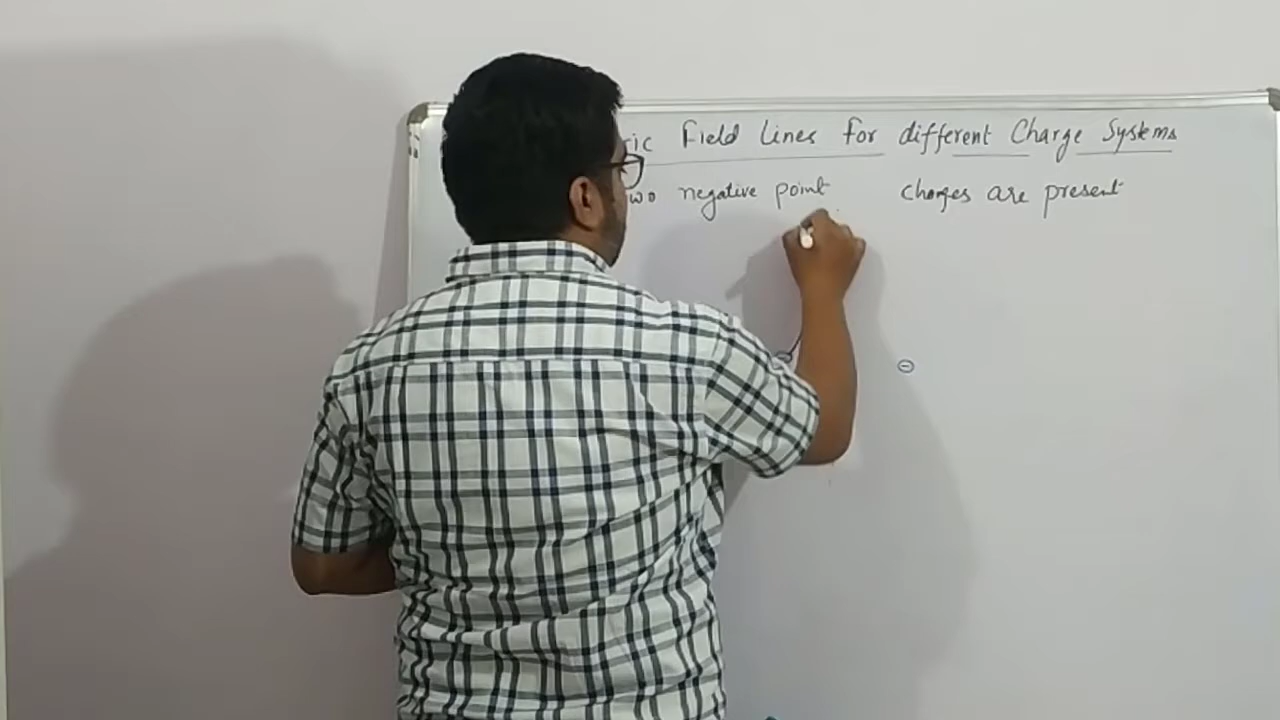 ric Field Lines for different Charge Systems
wo negative point charges are present
⊖